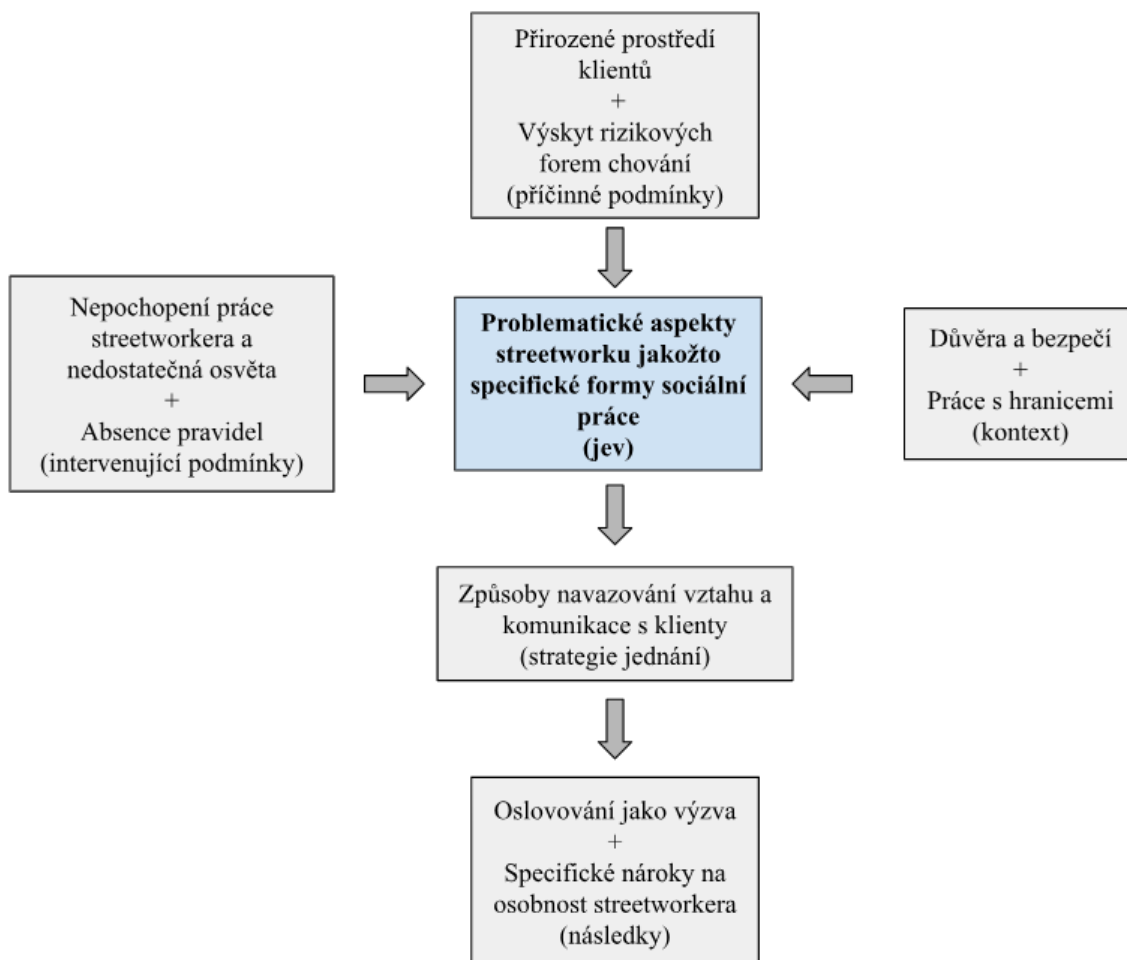 Přirozené prostředí
klientů
+
Výskyt rizikových
forem chování
(příčinné podmínky)
Nepochopení práce
streetworkera a
nedostatečná osvěta
+
Absence pravidel
(intervenující podmínky)
Problematické aspekty
streetworku jakožto
specifické formy sociální
práce
(jev)
Důvěra a bezpečí
+
Práce s hranicemi
(kontext)
Způsoby navazování vztahu a
komunikace s klienty
(strategie jednání)
Oslovování jako výzva
+
Specifické nároky na
osobnost streetworkera
(následky)